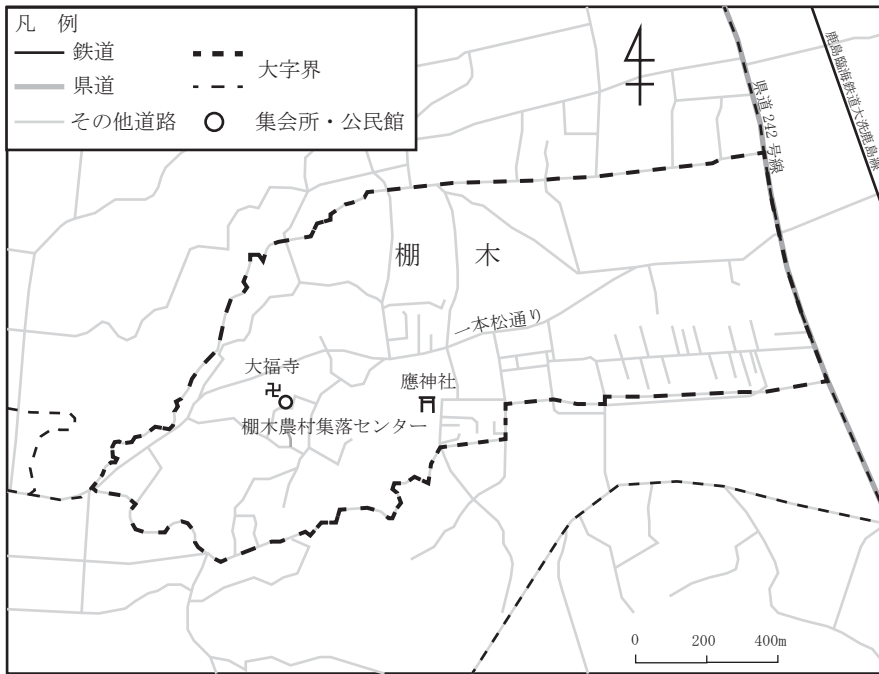 凡 例
鉄道
県道
その他道路
大字界
集会所・公民館
県道 242 号線
鹿島臨海鉄道大洗鹿島線
棚 木
一本松通り
大福寺
應神社
棚木農村集落センター
0 200 400m